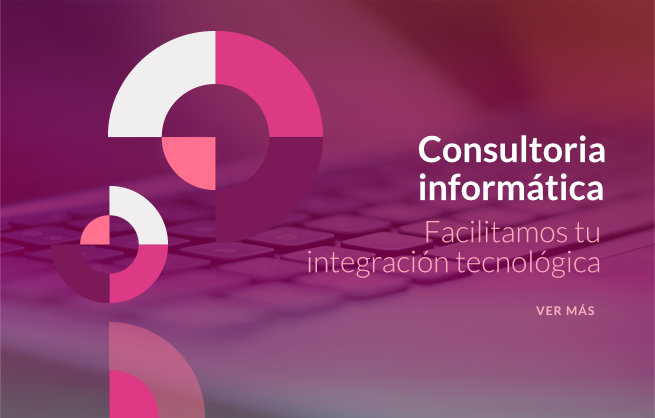 Consultoria
informática
Facilitamos tu
integración tecnológica
VER MÁS